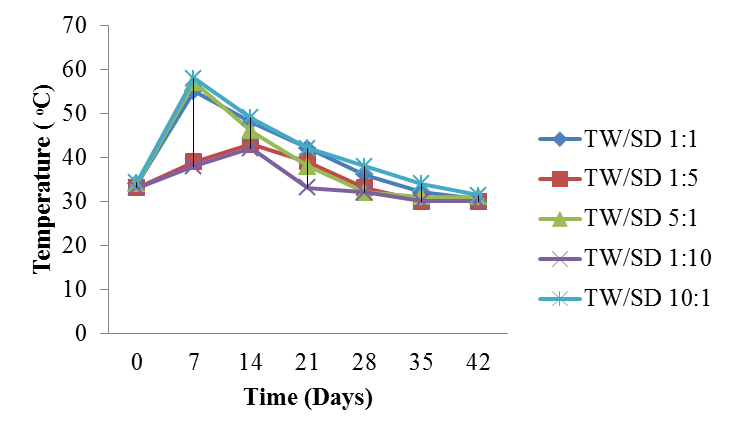 70
60
50
40
30
20
10
0
Temperature ( ºC)
0 7 14 21 28 35 42
Time (Days)
TW/SD 1:1
TW/SD 1:5
TW/SD 5:1
TW/SD 1:10
TW/SD 10:1